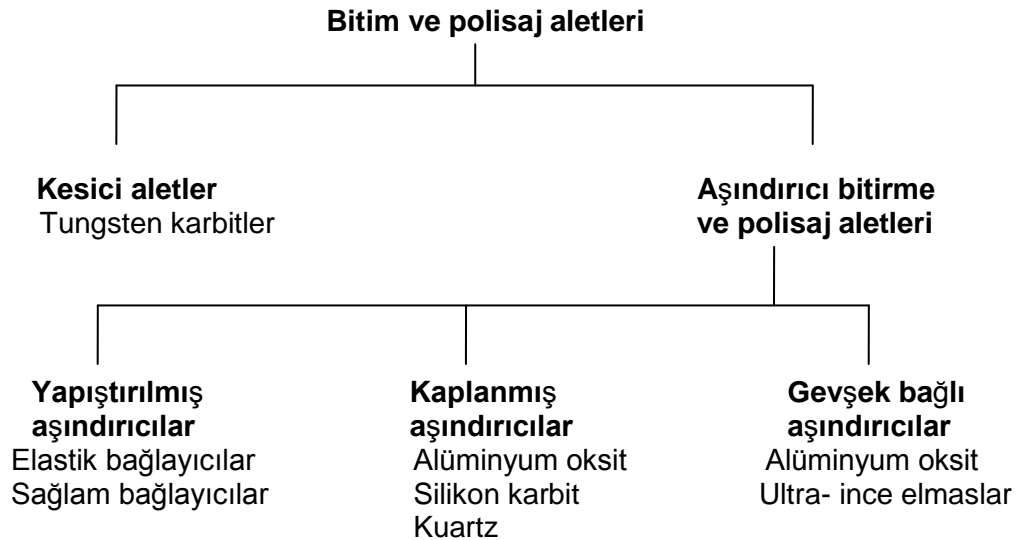 Bitim ve polisaj aletleri
Kesici aletler
Tungsten karbitler
Aşındırıcı bitirme
ve polisaj aletleri
Yapıştırılmış
aşındırıcılar
Elastik bağlayıcılar
Sağlam bağlayıcılar
Kaplanmış
aşındırıcılar
Alüminyum oksit
Silikon karbit
Kuartz
Gevşek bağlı
aşındırıcılar
Alüminyum oksit
Ultra- ince elmaslar